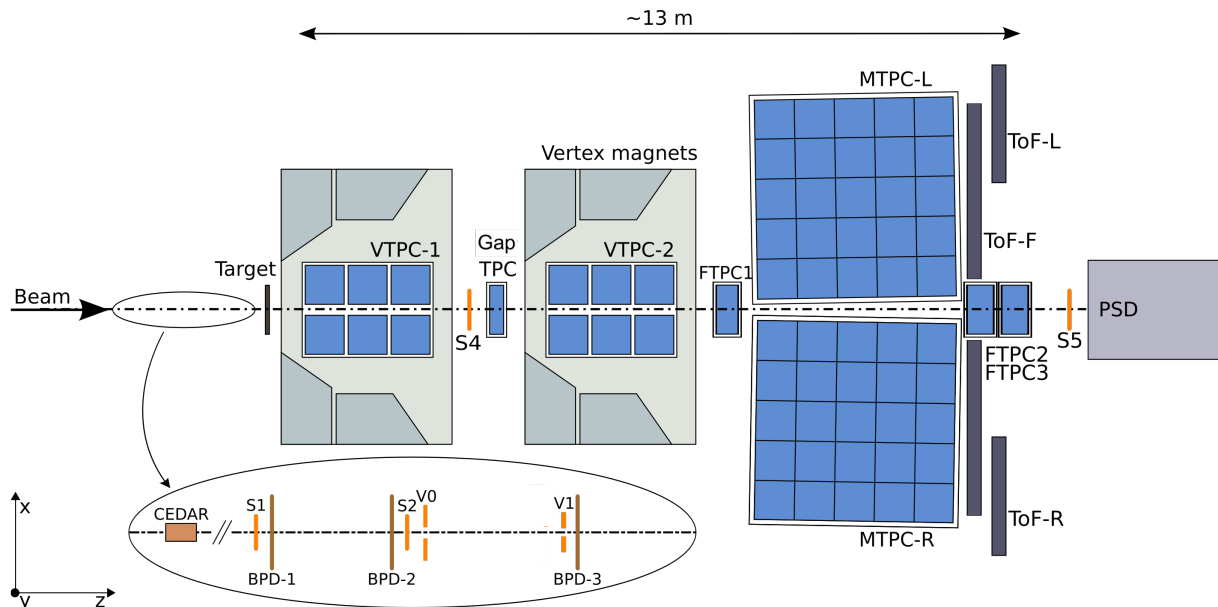 ~13 m
MTPC-L
ToF-L
Vertex magnets
VTPC-1
Gap
TPC
VTPC-2
ToF-F
Target
FTPC1
Beam
PSD
S4
S5
FTPC2
FTPC3
x
CEDAR
S1
S2
V0
V1
ToF-R
MTPC-R
BPD-1
BPD-2
BPD-3
y
z